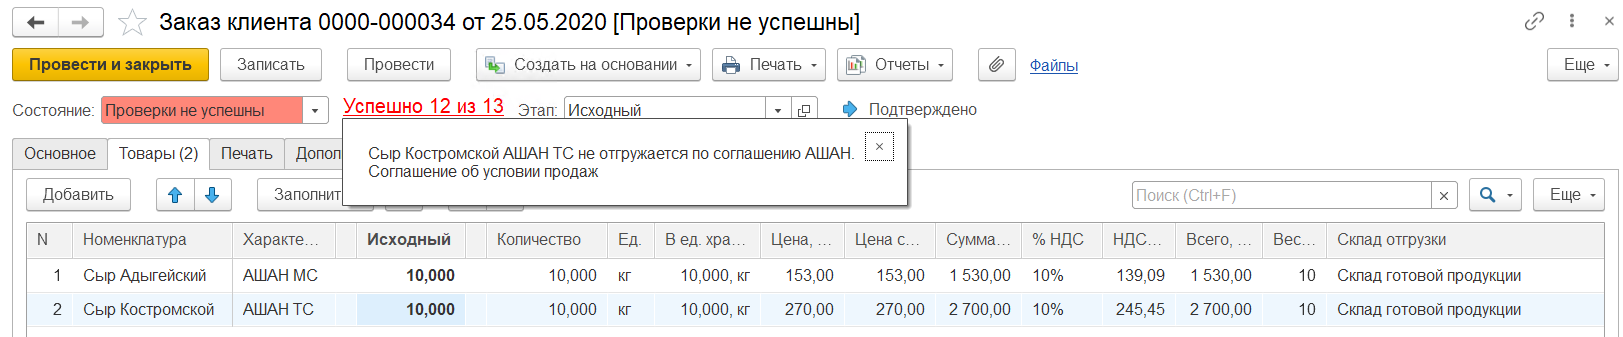 Заказ клиента 0000-000034 от 25.05.2020 [Проверки не успешны]
Провести и закрыть Записать Провести Создать на основании Печать Отчеты Файлы Еще
Состояние: Проверки не успешны Успешно 12 из 13 Этап: Исходный Подтверждено
Основное Товары (2) Печать Допол
Сыр Костромской АШАН ТС не отгружается по соглашению АШАН.
Соглашение об условии продаж
Добавить Заполнит Поиск (Ctrl+F) Еще
N Номенклатура Характе... Исходный Количество Ед. В ед. хра... Цена, ... Цена с... Сумма... % НДС НДС... Всего, ... Вес... Склад отгрузки
1 Сыр Адыгейский АШАН МС 10,000 10,000 кг 10,000, кг 153,00 153,00 1 530,00 10% 139,09 1 530,00 10 Склад готовой продукции
2 Сыр Костромской АШАН ТС 10,000 10,000 кг 10,000, кг 270,00 270,00 2 700,00 10% 245,45 2 700,00 10 Склад готовой продукции